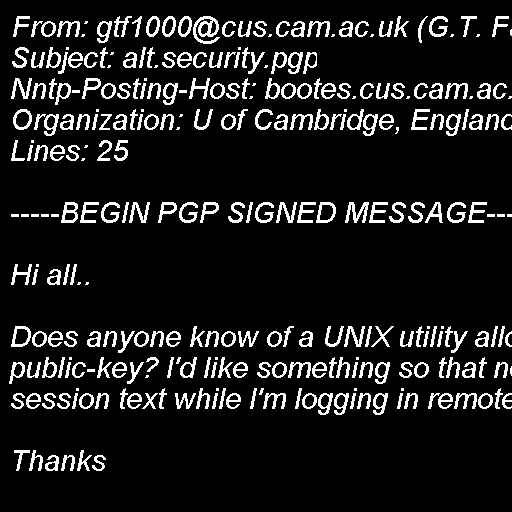 From: gtf1000@cus.cam.ac.uk (G.T.
Subject: alt.security.pgp
Nntp-Posting-Host: bootes.cus.cam.ac.
Organization: U of Cambridge, England
Lines: 25
-----BEGIN PGP SIGNED MESSAGE---
Hi all..
Does anyone know of a UNIX utility
public-key? I'd like something so that
session text while I'm logging in
Thanks